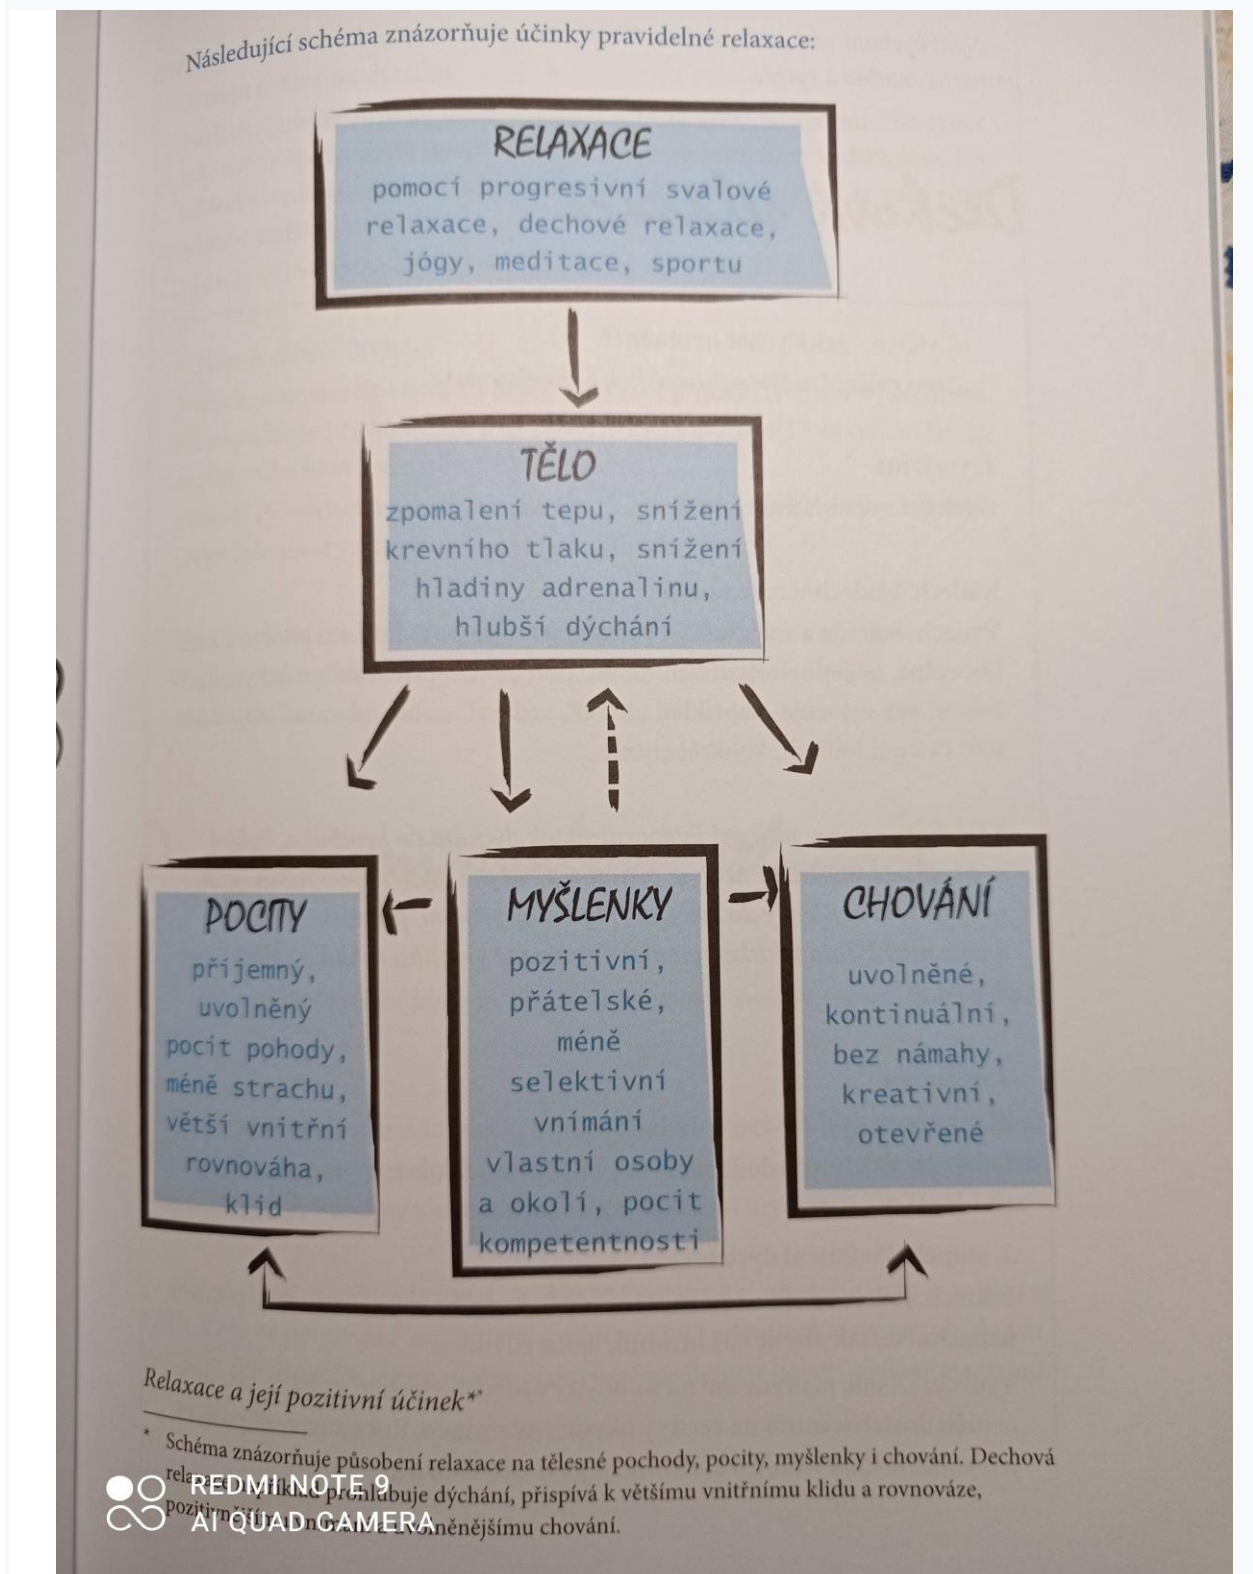 Následující schéma znázorňuje účinky pravidelné relaxace:
RELAXACE
pomocí progresivní svalové
relaxace, dechové relaxace,
jógy, meditace, sportu
TĚLO
zpomalení tepu, snížení
krevního tlaku, snížení
hladiny adrenalinu,
hlubší dýchání
POCITY
příjemný,
uvolněný
pocit pohody,
méně strachu,
větší vnitřní
rovnováha,
klid
MYŠLENKY
pozitivní,
přátelské,
méně
selektivní
vnímání
vlastní osoby
a okolí, pocit
kompetentnosti
CHOVÁNÍ
uvolněné,
kontinuální,
bez námahy,
kreativní,
otevřené
Relaxace a její pozitivní účinek**
* Schéma znázorňuje působení relaxace na tělesné pochody, pocity, myšlenky i chování. Dechová
prohlubuje dýchání, přispívá k většímu vnitřnímu klidu a rovnováze,
chování.
REDMI NOTE 9
AI QUAD CAMERA